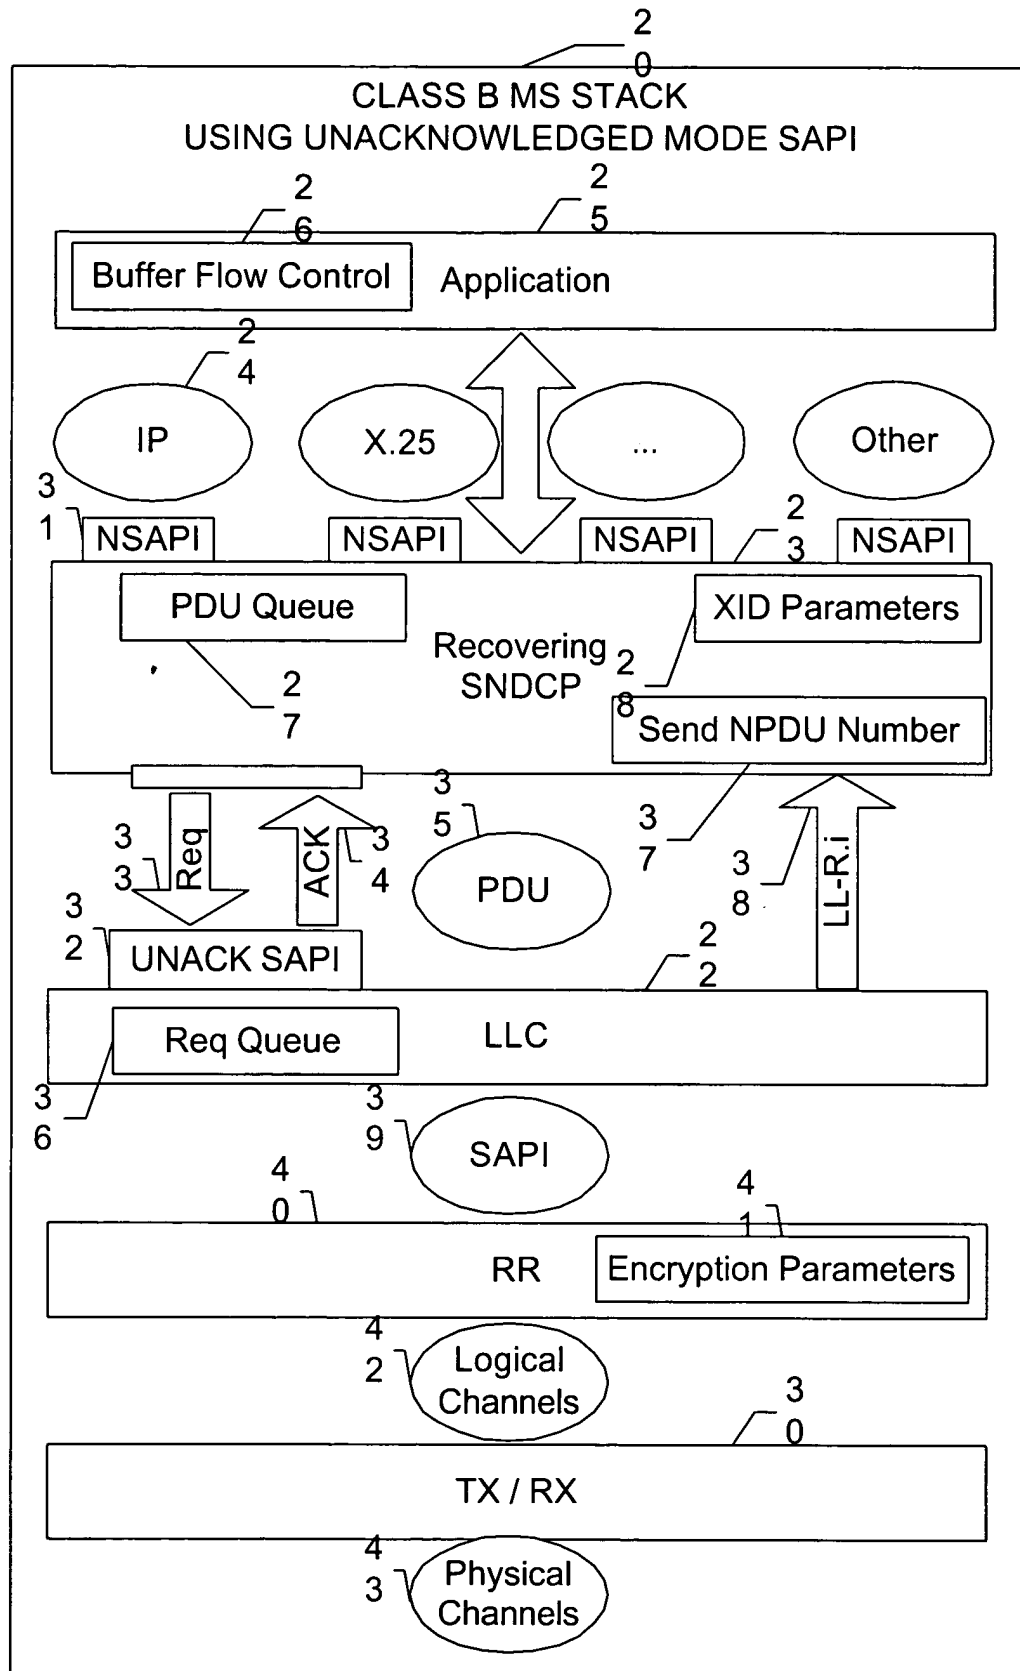 20
CLASS B MS STACK
USING UNACKNOWLEDGED MODE SAPI
26
25
Buffer Flow Control
Application
24
IP
X.25
...
Other
31
NSAPI
NSAPI
NSAPI
NSAPI
23
PDU Queue
XID Parameters
Recovering
SNDCP
28
27
Send NPDU Number
33
Req
ACK
34
35
PDU
37
38
LL-R.i
32
UNACK SAPI
22
Req Queue
LLC
36
39
SAPI
40
41
RR
Encryption Parameters
42
Logical
Channels
30
TX / RX
43
Physical
Channels